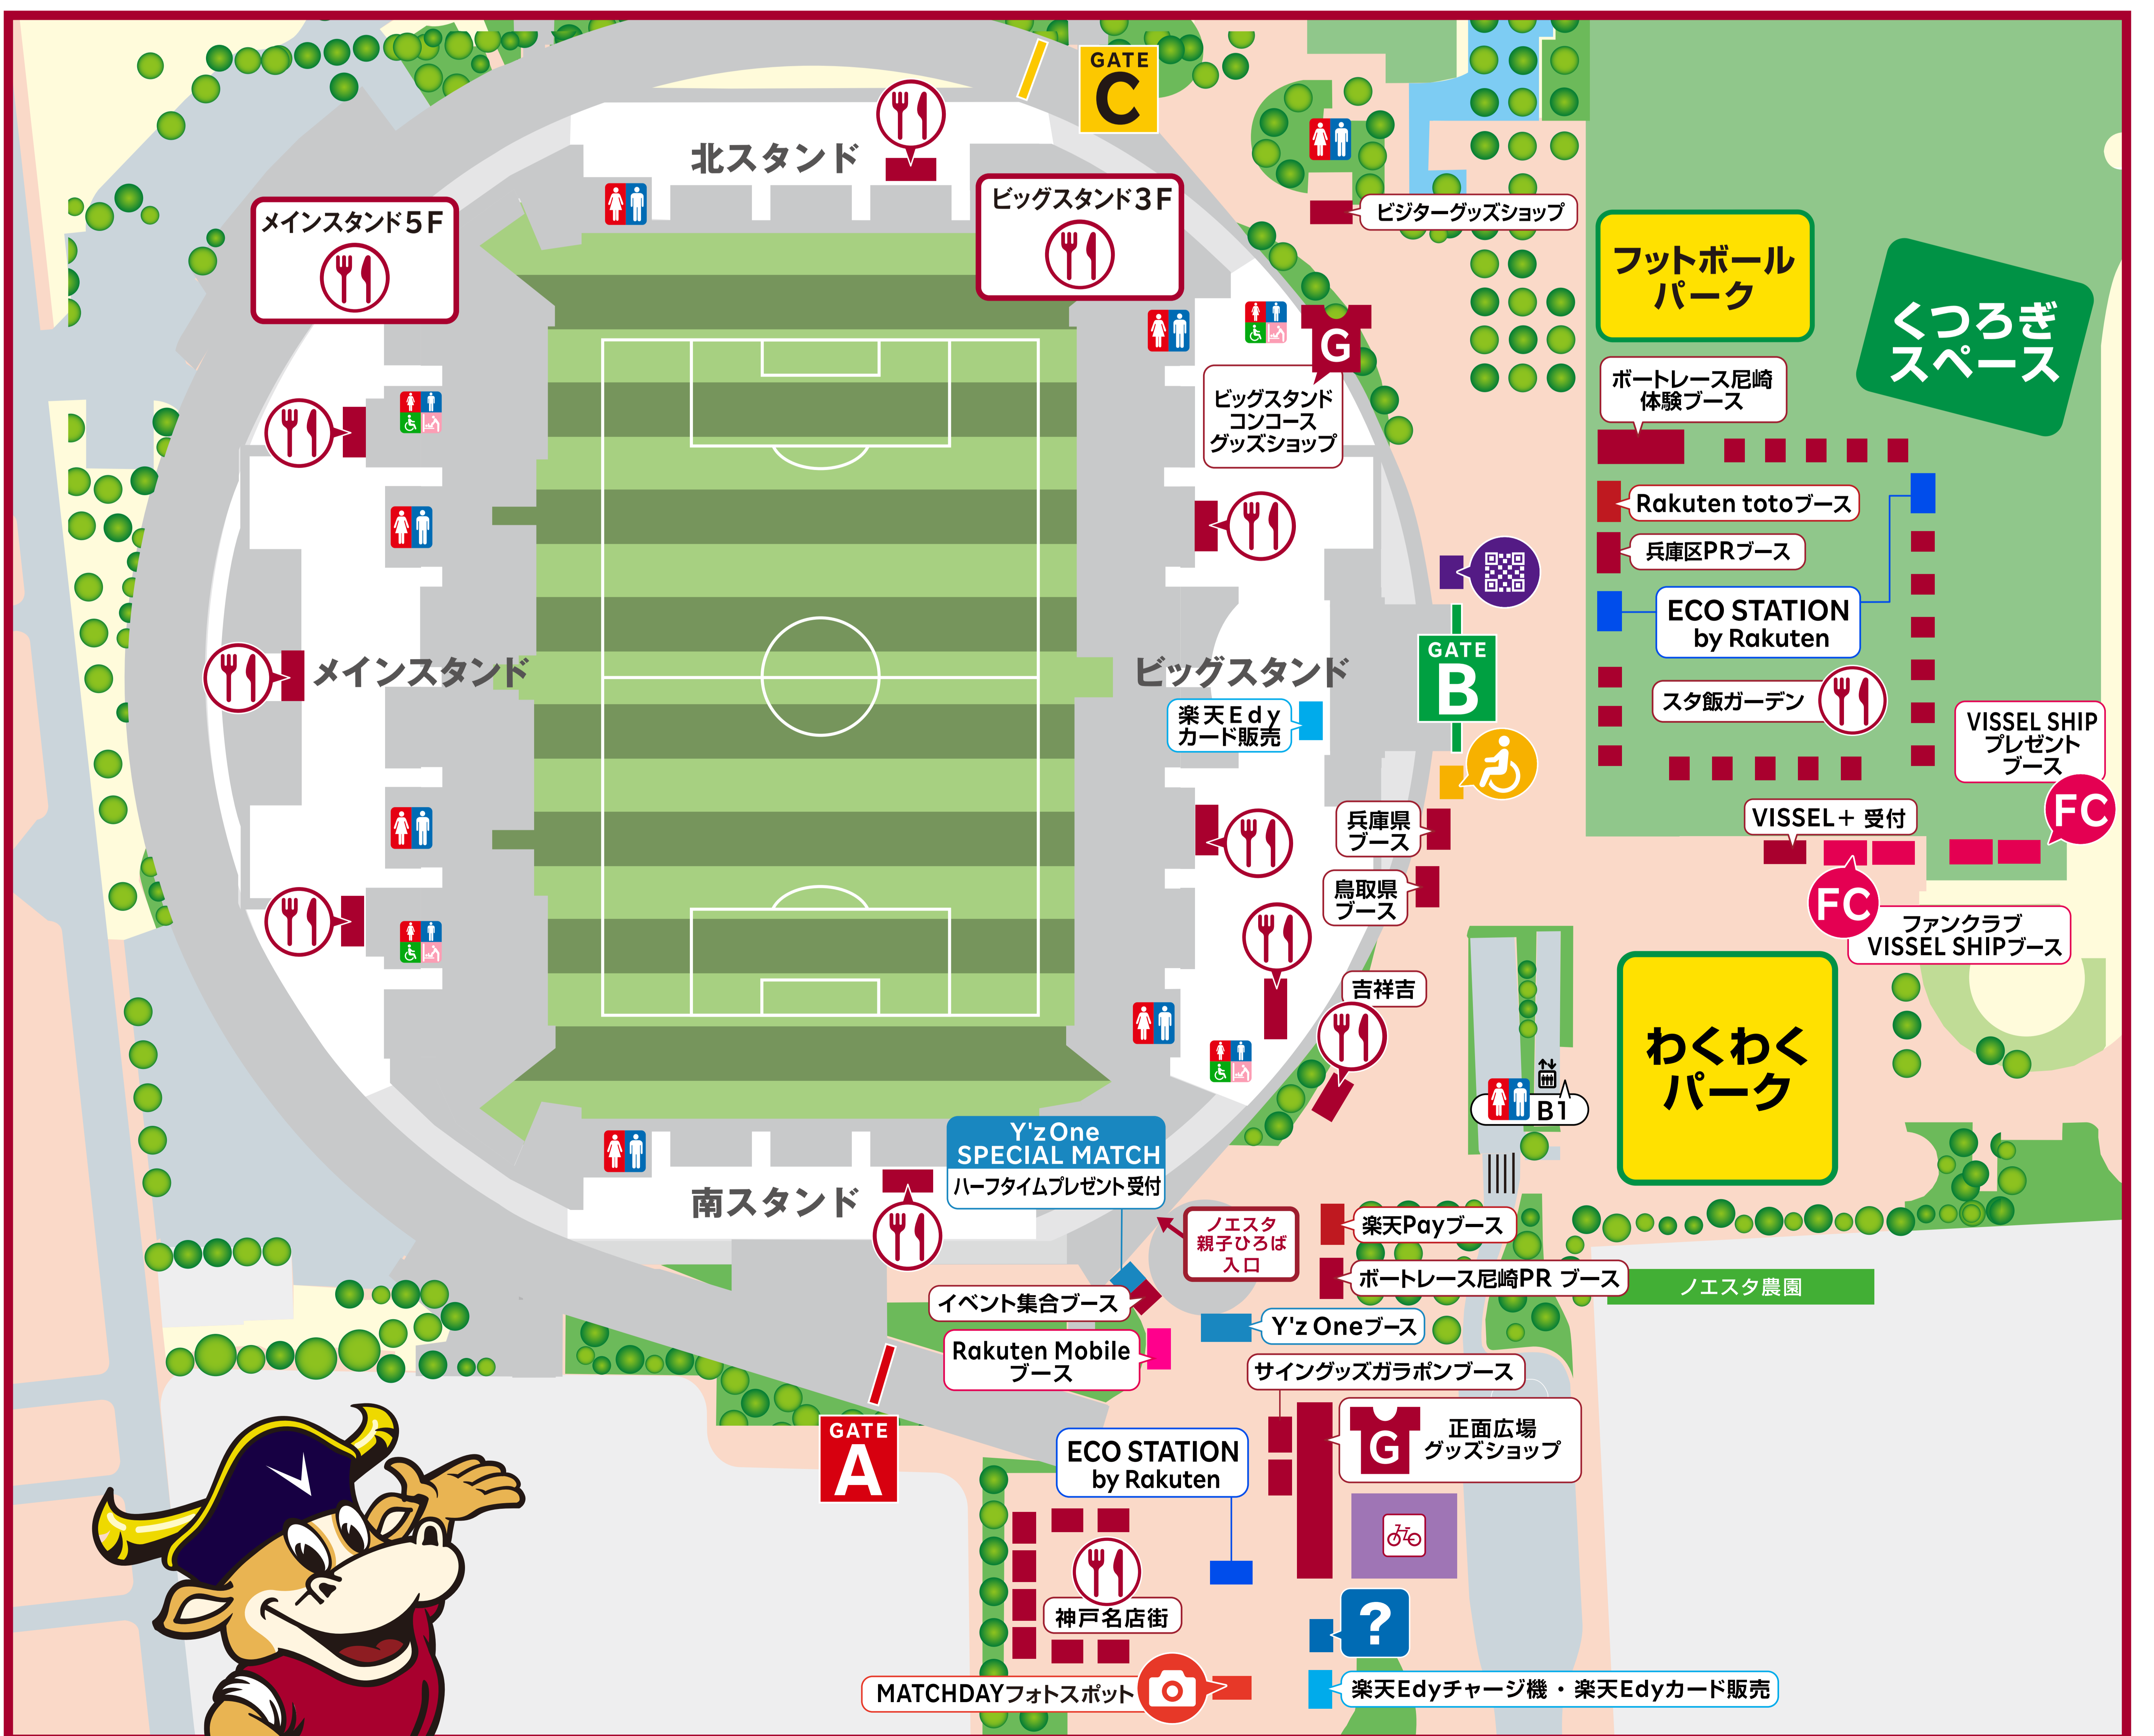 GATE
C
北スタンド
メインスタンド5F
ビッグスタンド3F
ビジターグッズショップ
フットボール
パーク
くつろぎ
スペース
G
ビッグスタンド
コンコース
グッズショップ
ボートレース尼崎
体験ブース
Rakuten totoブース
兵庫区PRブース
ECO STATION
by Rakuten
メインスタンド
ビッグスタンド
GATE
B
スタ飯ガーデン
楽天Edy
カード販売
VISSEL SHIP
プレゼント
ブース
FC
VISSEL＋ 受付
兵庫県
ブース
鳥取県
ブース
FC
ファンクラブ
VISSEL SHIPブース
吉祥吉
わくわく
パーク
B1
Y'z One
SPECIAL MATCH
ハーフタイムプレゼント受付
南スタンド
ノエスタ
親子ひろば
入口
楽天Payブース
ボートレース尼崎PR ブース
ノエスタ農園
イベント集合ブース
Y'z Oneブース
Rakuten Mobile
ブース
サイングッズガラポンブース
GATE
A
G
正面広場
グッズショップ
ECO STATION
by Rakuten
神戸名店街
?
MATCHDAYフォトスポット
楽天Edyチャージ機・楽天Edyカード販売